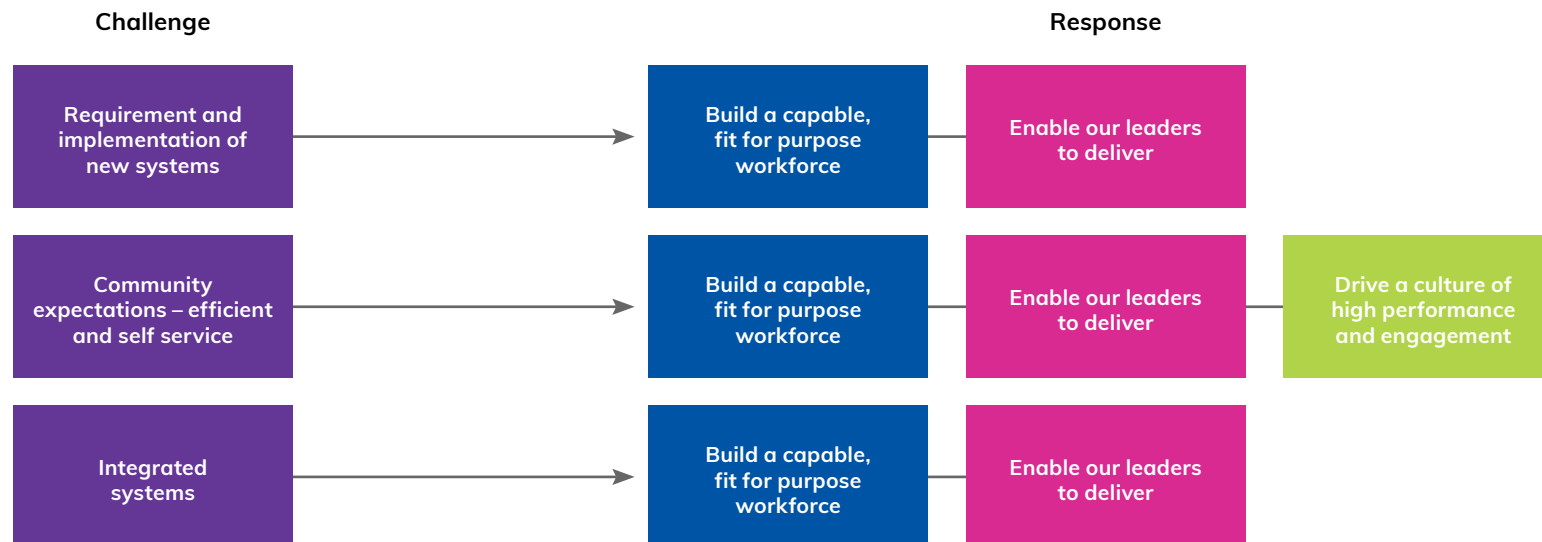 Challenge
Response
Requirement and
implementation of
new systems
Build a capable,
fit for purpose
workforce
Enable our leaders
to deliver
Community
expectations – efficient
and self service
Build a capable,
fit for purpose
workforce
Enable our leaders
to deliver
Drive a culture of
high performance
and engagement
Integrated
systems
Build a capable,
fit for purpose
workforce
Enable our leaders
to deliver